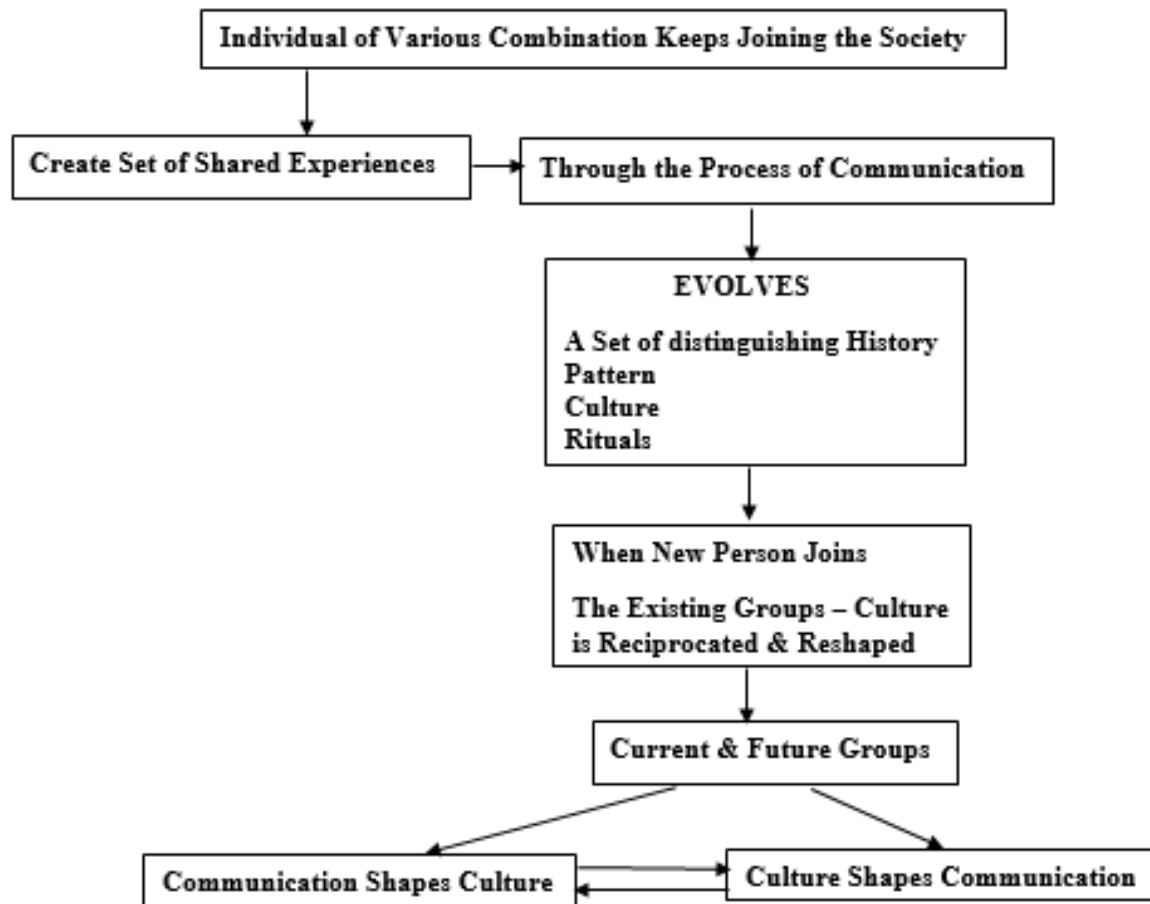 Individual of Various Combination Keeps Joining the Society
Create Set of Shared Experiences
Through the Process of Communication
EVOLVES
A Set of distinguishing History
Pattern
Culture
Rituals
When New Person Joins
The Existing Groups – Culture
is Reciprocated & Reshaped
Current & Future Groups
Communication Shapes Culture
Culture Shapes Communication